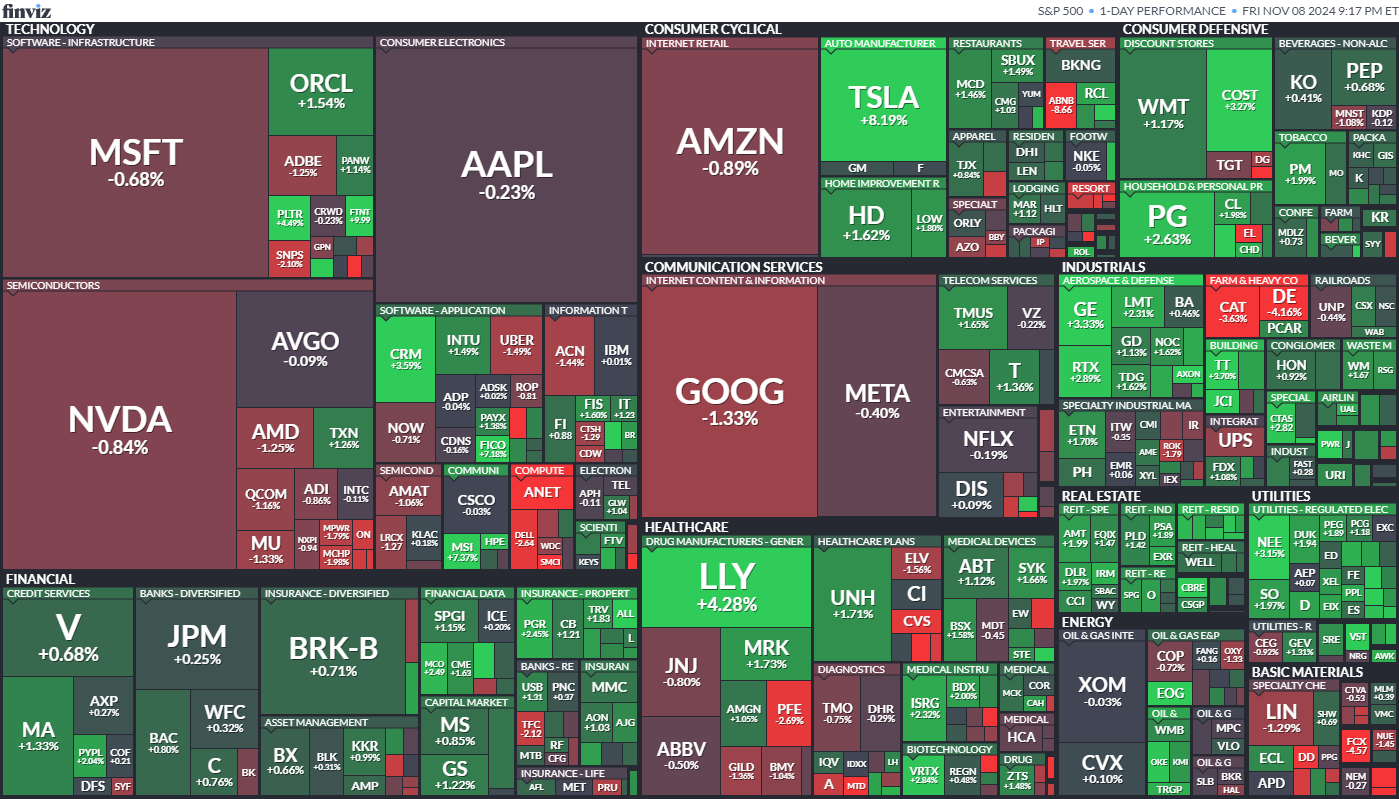 finviz
S&P 500 • 1-DAY PERFORMANCE • FRI NOV 08 2024 9:17 PM ET
TECHNOLOGY
SOFTWARE - INFRASTRUCTURE
MSFT
-0.68%
ORCL
+1.54%
ADBE
-1.25%
PANW
+1.14%
PLTR
+4.49%
CRWD
-0.23%
FTNT
+9.99
SNPS
-2.10%
GPN
CONSUMER ELECTRONICS
AAPL
-0.23%
SEMICONDUCTORS
NVDA
-0.84%
AVGO
-0.09%
AMD
-1.25%
TXN
+1.26%
QCOM
-1.16%
ADI
-0.86%
INTC
-0.11%
MU
-1.33%
NXPI
-0.94
MPWR
-1.79%
ON
MCHP
-1.98%
SOFTWARE - APPLICATION
CRM
+3.59%
INTU
+1.49%
UBER
-1.49%
NOW
-0.71%
ADP
-0.04%
ADSK
+0.02%
ROP
-0.81
CDNS
-0.16%
PAYX
+1.38%
FICO
+7.18%
INFORMATION T
ACN
-1.44%
IBM
+0.01%
FI
+0.88
FIS
+1.60%
IT
+1.23
CTSH
-1.29
BR
CDW
SEMICOND
AMAT
-1.06%
LRCX
-1.27
KLAC
+0.18%
COMMUNI
CSCO
-0.03%
MSI
+7.37%
HPE
COMPUTE
ANET
DELL
-2.64
WDC
SMCI
ELECTRON
APH
-0.11
TEL
GLW
+1.04
SCIENTI
FTV
KEYS
FINANCIAL
CREDIT SERVICES
V
+0.68%
MA
+1.33%
AXP
+0.27%
PYPL
+2.04%
COF
+0.21
DFS
SYF
BANKS - DIVERSIFIED
JPM
+0.25%
BAC
+0.80%
WFC
+0.32%
C
+0.76%
BK
INSURANCE - DIVERSIFIED
BRK-B
+0.71%
ASSET MANAGEMENT
BX
+0.66%
BLK
+0.31%
KKR
+0.99%
AMP
FINANCIAL DATA
SPGI
+1.15%
ICE
+0.20%
MCO
+2.49
CME
+1.63
CAPITAL MARKET
MS
+0.85%
GS
+1.22%
INSURANCE - PROPERT
PGR
+2.45%
CB
+1.21
TRV
+1.83
ALL
L
BANKS - RE
USB
+1.31
PNC
+0.37
TFC
-2.12
MTB
RF
CFG
INSURAN
MMC
AON
+1.03
AJG
INSURANCE - LIFE
AFL
MET
PRU
CONSUMER CYCLICAL
INTERNET RETAIL
AMZN
-0.89%
AUTO MANUFACTURER
TSLA
+8.19%
GM
F
HOME IMPROVEMENT R
HD
+1.62%
LOW
+1.80%
RESTAURANTS
MCD
+1.46%
SBUX
+1.49%
CMG
+1.03
YUM
TRAVEL SER
BKNG
ABNB
-8.66
RCL
APPAREL
TJX
+0.84%
RESIDEN
DHI
LEN
FOOTW
NKE
-0.05%
SPECIALT
ORLY
AZO
BBY
LODGING
MAR
+1.12
HLT
RESORT
PACKAGI
IP
ROL
COMMUNICATION SERVICES
INTERNET CONTENT & INFORMATION
GOOG
-1.33%
META
-0.40%
TELECOM SERVICES
TMUS
+1.65%
VZ
-0.22%
CMCSA
-0.63%
T
+1.36%
ENTERTAINMENT
NFLX
-0.19%
DIS
+0.09%
HEALTHCARE
DRUG MANUFACTURERS - GENER
LLY
+4.28%
JNJ
-0.80%
MRK
+1.73%
ABBV
-0.50%
AMGN
+1.05%
PFE
-2.69%
GILD
-1.36%
BMY
-1.04%
HEALTHCARE PLANS
UNH
+1.71%
ELV
-1.56%
CI
CVS
MEDICAL DEVICES
ABT
+1.12%
SYK
+1.66%
BSX
+1.58%
MDT
-0.45
EW
STE
DIAGNOSTICS
TMO
-0.75%
DHR
-0.29%
IQV
IDXX
LH
A
MTD
MEDICAL INSTRU
ISRG
+2.32%
BDX
+2.00%
MEDICAL
MCK
COR
CAH
MEDICAL
HCA
BIOTECHNOLOGY
VRTX
+2.84%
REGN
+0.48%
DRUG
ZTS
+1.48%
CONSUMER DEFENSIVE
DISCOUNT STORES
WMT
+1.17%
COST
+3.27%
TGT
DG
BEVERAGES - NON-ALC
KO
+0.41%
PEP
+0.68%
MNST
-1.08%
KDP
-0.12
HOUSEHOLD & PERSONAL PR
PG
+2.63%
CL
+1.98%
EL
CHD
TOBACCO
PM
+1.99%
MO
PACKA
KHC
GIS
K
CONFE
MDLZ
+0.73
FARM
BEVER
KR
SYY
INDUSTRIALS
AEROSPACE & DEFENSE
GE
+3.33%
LMT
+2.31%
BA
+0.46%
RTX
+2.89%
GD
+1.13%
NOC
+1.62%
TDG
+1.62%
AXON
FARM & HEAVY CO
CAT
-3.63%
DE
-4.16%
PCAR
RAILROADS
UNP
-0.44%
CSX
NSC
WAB
BUILDING
TT
+3.70%
JCI
CONGLOMER
HON
+0.92%
WASTE M
WM
+1.67
RSG
SPECIALTY INDUSTRIAL MA
ETN
+1.70%
ITW
-0.35
CMI
IR
PH
EMR
+0.06
AME
ROK
-1.79
XYL
IEX
INTEGRAT
UPS
FDX
+1.08%
SPECIAL
CTAS
+2.82
AIRLIN
UAL
PWR
J
INDUST
FAST
+0.28
URI
REAL ESTATE
REIT - SPE
AMT
+1.99
EQIX
+1.47
DLR
+1.97%
IRM
SBAC
CCI
WY
REIT - IND
PLD
+1.42
PSA
+1.89
EXR
REIT - RESID
REIT - HEAL
WELL
REIT - RE
SPG
O
CBRE
CSGP
UTILITIES
UTILITIES - REGULATED ELEC
NEE
+3.15%
SO
+1.97%
DUK
+1.94
PEG
+1.89
PCG
+1.18
EXC
AEP
+0.07
ED
XEL
FE
D
EIX
PPL
ES
UTILITIES - R
CEG
-0.92%
GEV
+1.31%
SRE
VST
NRG
AWK
ENERGY
OIL & GAS INTE
XOM
-0.03%
CVX
+0.10%
OIL & GAS E&P
COP
-0.72%
FANG
+0.16
OXY
-1.33
EOG
OIL &
WMB
OKE
KMI
TRGP
OIL & G
MPC
VLO
OIL & G
SLB
BKR
HAL
BASIC MATERIALS
SPECIALTY CHE
LIN
-1.29%
SHW
+0.69
ECL
DD
PPG
APD
CTVA
-0.53
MLM
+0.39
VMC
FCX
-4.57
NUE
-1.45
NEM
-0.27